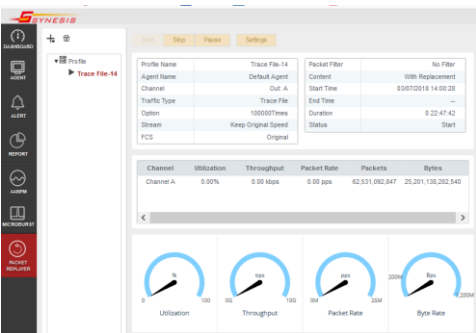 SYNESIS
DASHBOARD
AGENT
ALERT
REPORT
AABPM
MICROBURST
PACKET REPLAYER
Profile
Trace File-14
Start Stop Pause Settings
Profile Name Trace File-14
Agent Name Default Agent
Channel Out: A
Traffic Type Trace File
Option 100000Times
Stream Keep Original Speed
FCS Original
Packet Filter No Filter
Content With Replacement
Start Time 03/07/2018 14:00:28
End Time --
Duration 0 22:47:42
Status Start
Channel Utilization Throughput Packet Rate Packets Bytes
Channel A 0.00% 0.00 kbps 0.00 pps 62,531,092,847 25,201,138,282,540
% 0 100 Utilization
bps 0G 10G Throughput
pps 0M 25M Packet Rate
Bps 200M 1,200M Byte Rate